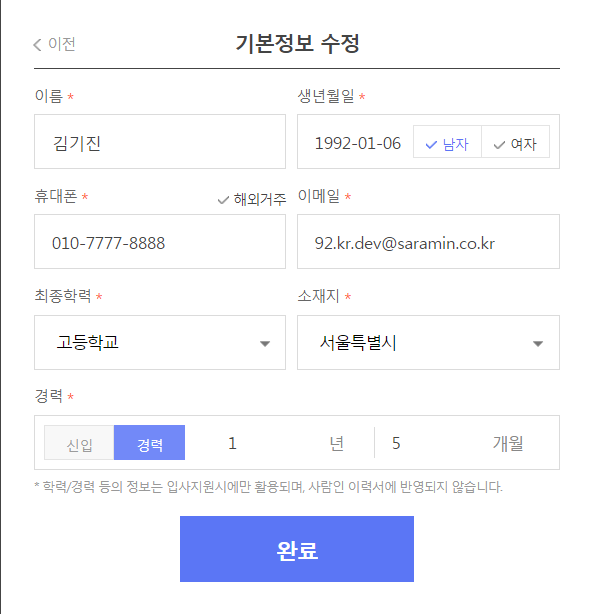 이전
기본정보 수정
이름 *
생년월일 *
김기진
1992-01-06 남자 여자
휴대폰 * 해외거주
이메일 *
010-7777-8888
92.kr.dev@saramin.co.kr
최종학력 *
소재지 *
고등학교
서울특별시
경력 *
신입 경력 1 년 5 개월
* 학력/경력 등의 정보는 입사지원시에만 활용되며, 사람인 이력서에 반영되지 않습니다.
완료